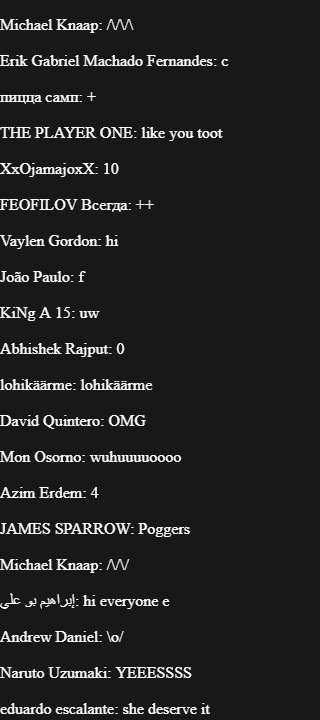 Michael Knaap: /\/\/\
Erik Gabriel Machado Fernandes: c
пицца самп: +
THE PLAYER ONE: like you toot
XxOjamajoxX: 10
FEOFILOV Всегда: ++
Vaylen Gordon: hi
João Paulo: f
KiNg A 15: uw
Abhishek Rajput: 0
lohikäärme: lohikäärme
David Quintero: OMG
Mon Osorno: wuhuuuuoooo
Azim Erdem: 4
JAMES SPARROW: Poggers
Michael Knaap: /\/\/
إبراهيم بو علي: hi everyone e
Andrew Daniel: \o/
Naruto Uzumaki: YEEESSSS
eduardo escalante: she deserve it